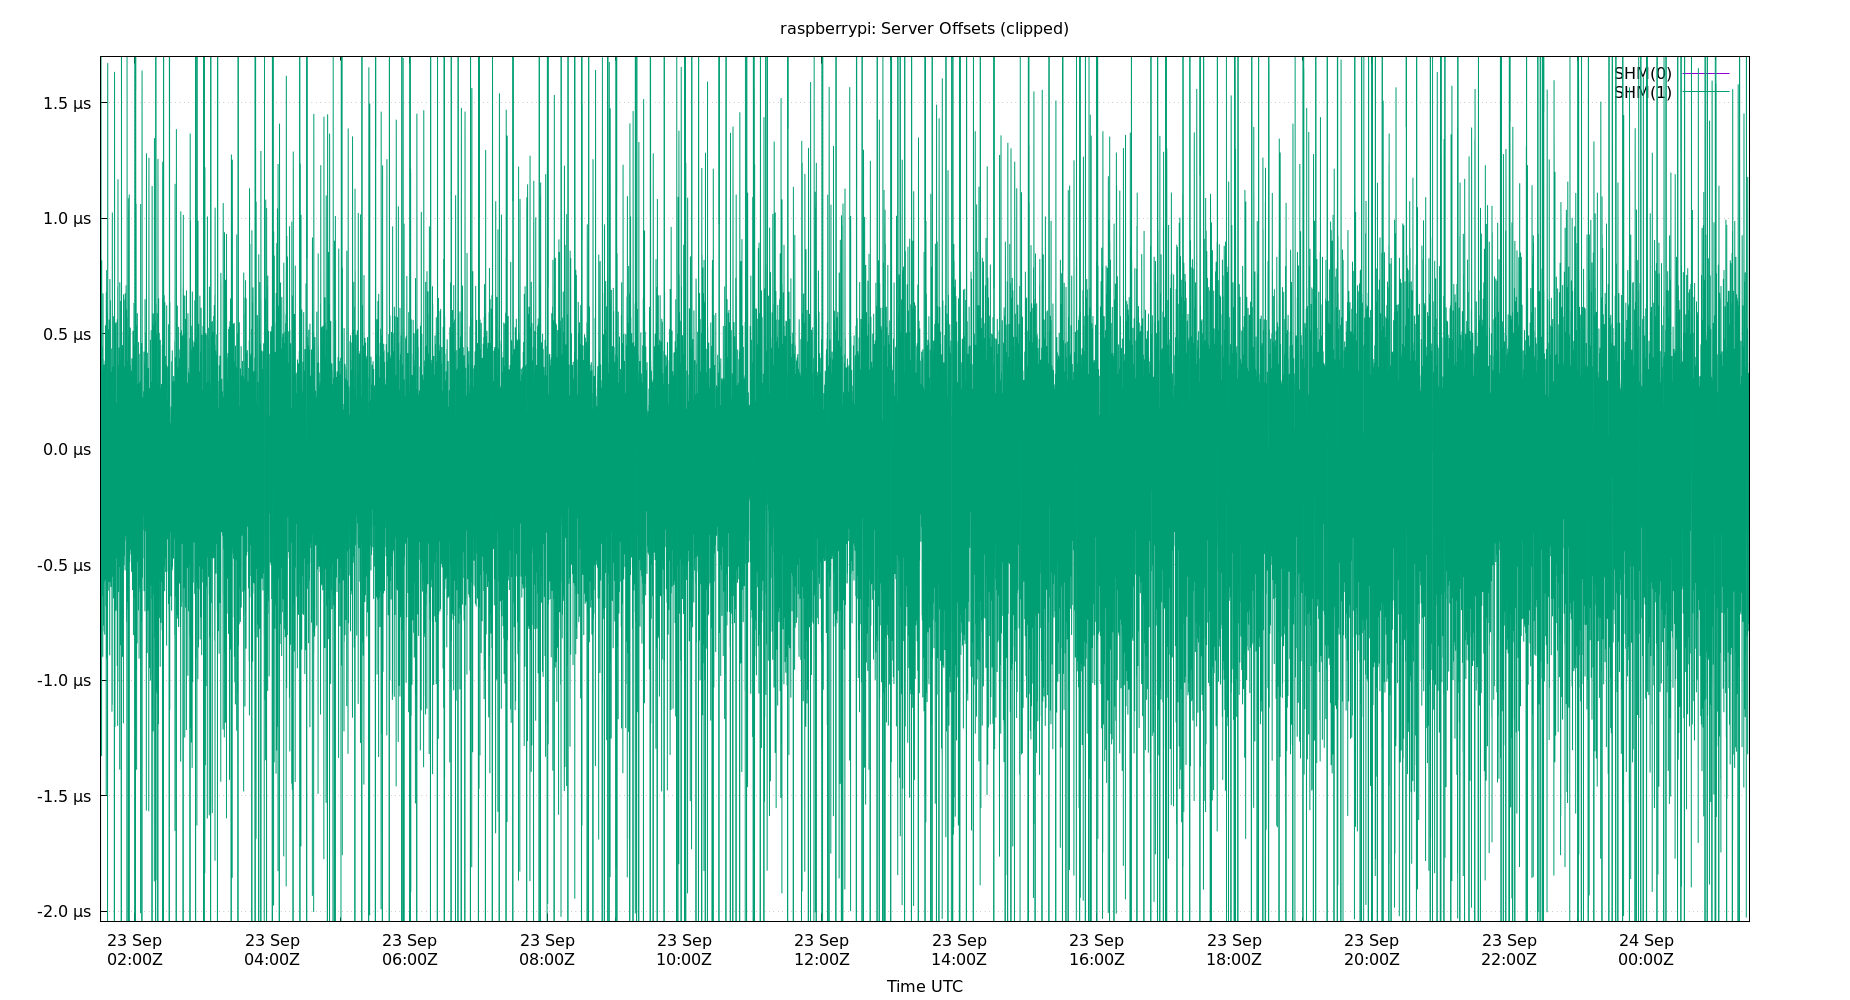 raspberrypi: Server Offsets (clipped)
SHM(0)
SHM(1)
1.5 µs
1.0 µs
0.5 µs
0.0 µs
-0.5 µs
-1.0 µs
-1.5 µs
-2.0 µs
23 Sep 23 Sep 23 Sep 23 Sep 23 Sep 23 Sep 23 Sep 23 Sep 23 Sep 23 Sep 23 Sep 24 Sep
02:00Z 04:00Z 06:00Z 08:00Z 10:00Z 12:00Z 14:00Z 16:00Z 18:00Z 20:00Z 22:00Z 00:00Z
Time UTC